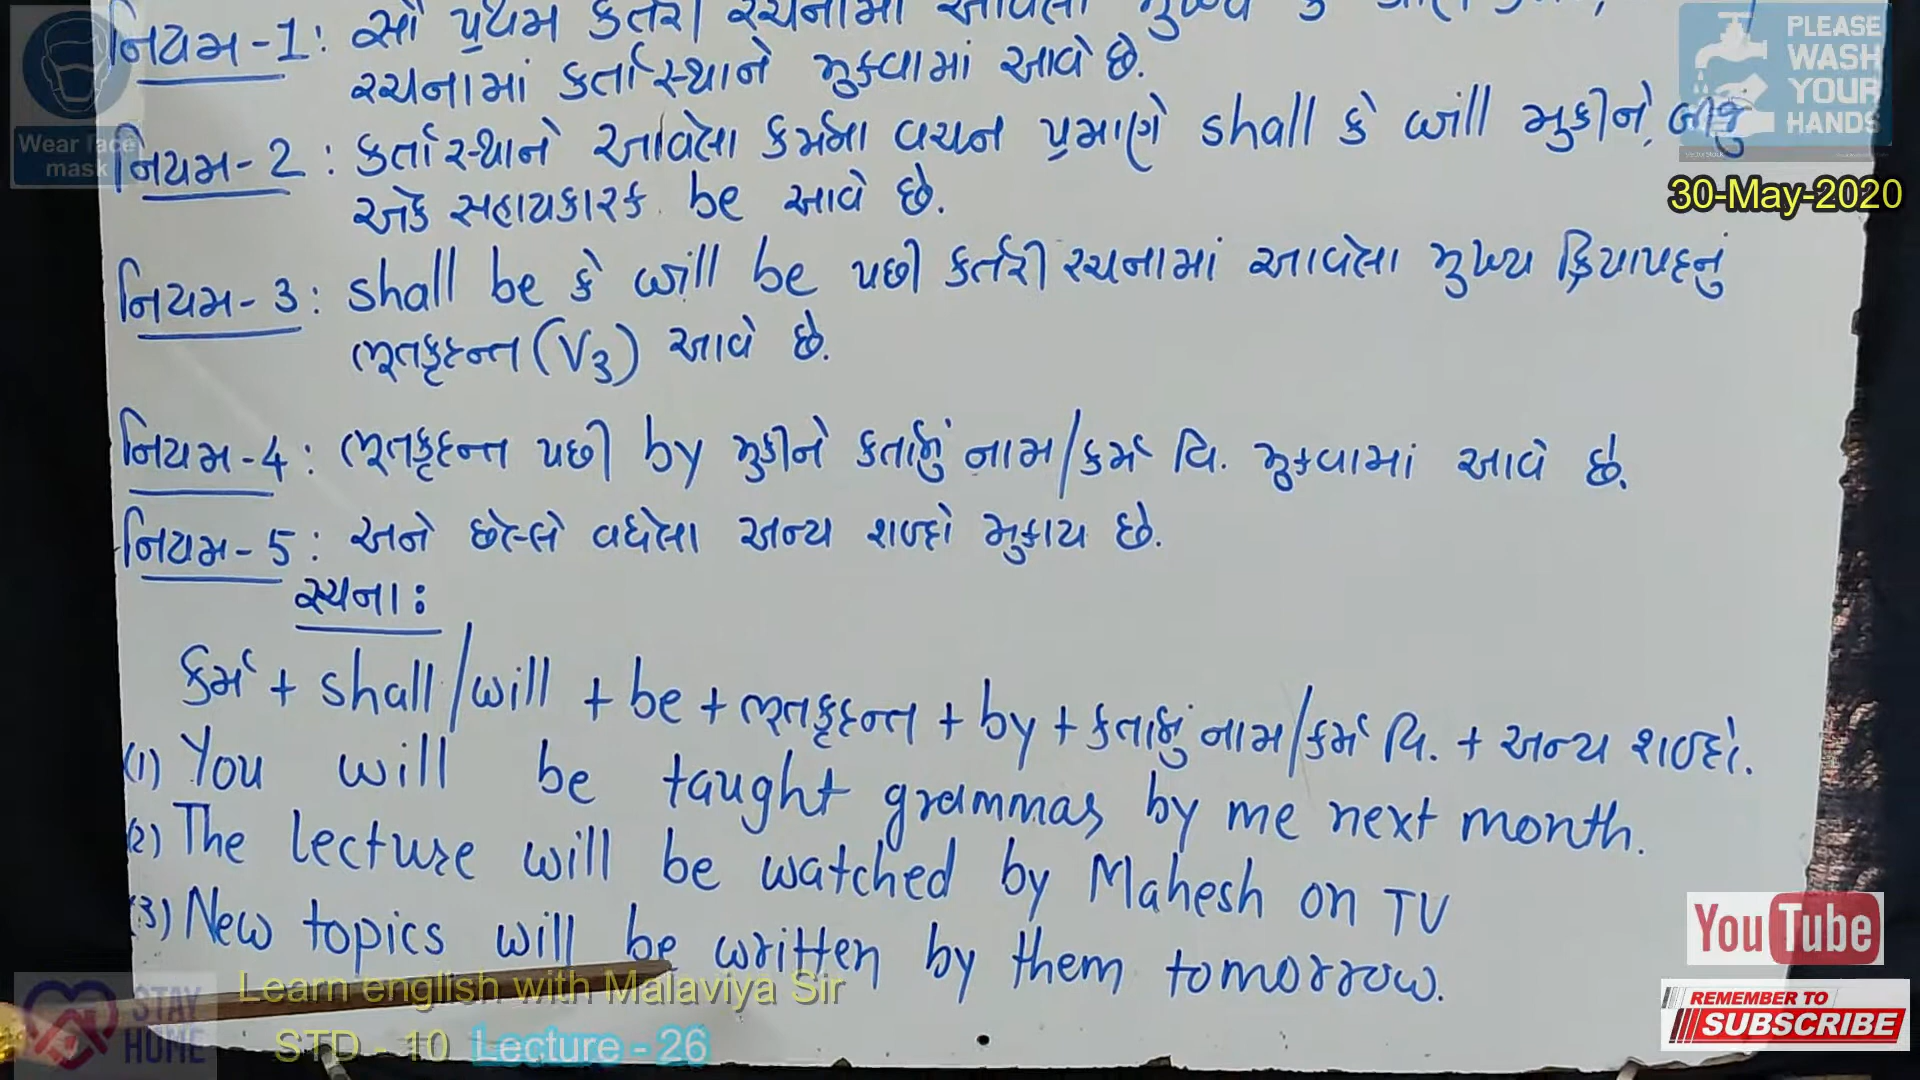 નિયમ-1: સૌ પ્રથમ કર્તરી રચનામાં આવેલા મુખ્ય કે
રચનામાં કર્તાસ્થાને મુકવામાં આવે છે.
નિયમ-2: કર્તાસ્થાને આવેલા કર્મના વચન પ્રમાણે shall કે will મુકીને, બીજું
એક સહાયકારક be આવે છે.
નિયમ-3: shall be કે will be પછી કર્તરી રચનામાં આવેલા મુખ્ય ક્રિયાપદનું
ભૂતકૃદન્ત (V3) આવે છે.
નિયમ-4: ભૂતકૃદન્ત પછી by મુકીને કર્તાનું નામ/કર્મ વિ. મુકવામાં આવે છે.
નિયમ-5: અને છેલ્લે વધેલા અન્ય શબ્દો મુકાય છે.
રચના:
કર્મ + shall/will + be + ભૂતકૃદન્ત + by + કર્તાનું નામ/કર્મ વિ. + અન્ય શબ્દો.
(1) You will be taught grammar by me next month.
(2) The lecture will be watched by Mahesh on TV
(3) New topics will be written by them tomorrow.
Wear face
mask
PLEASE
WASH
YOUR
HANDS
30-May-2020
STAY
HOME
Learn english with Malaviya Sir
STD - 10 Lecture - 26
YouTube
REMEMBER TO
SUBSCRIBE